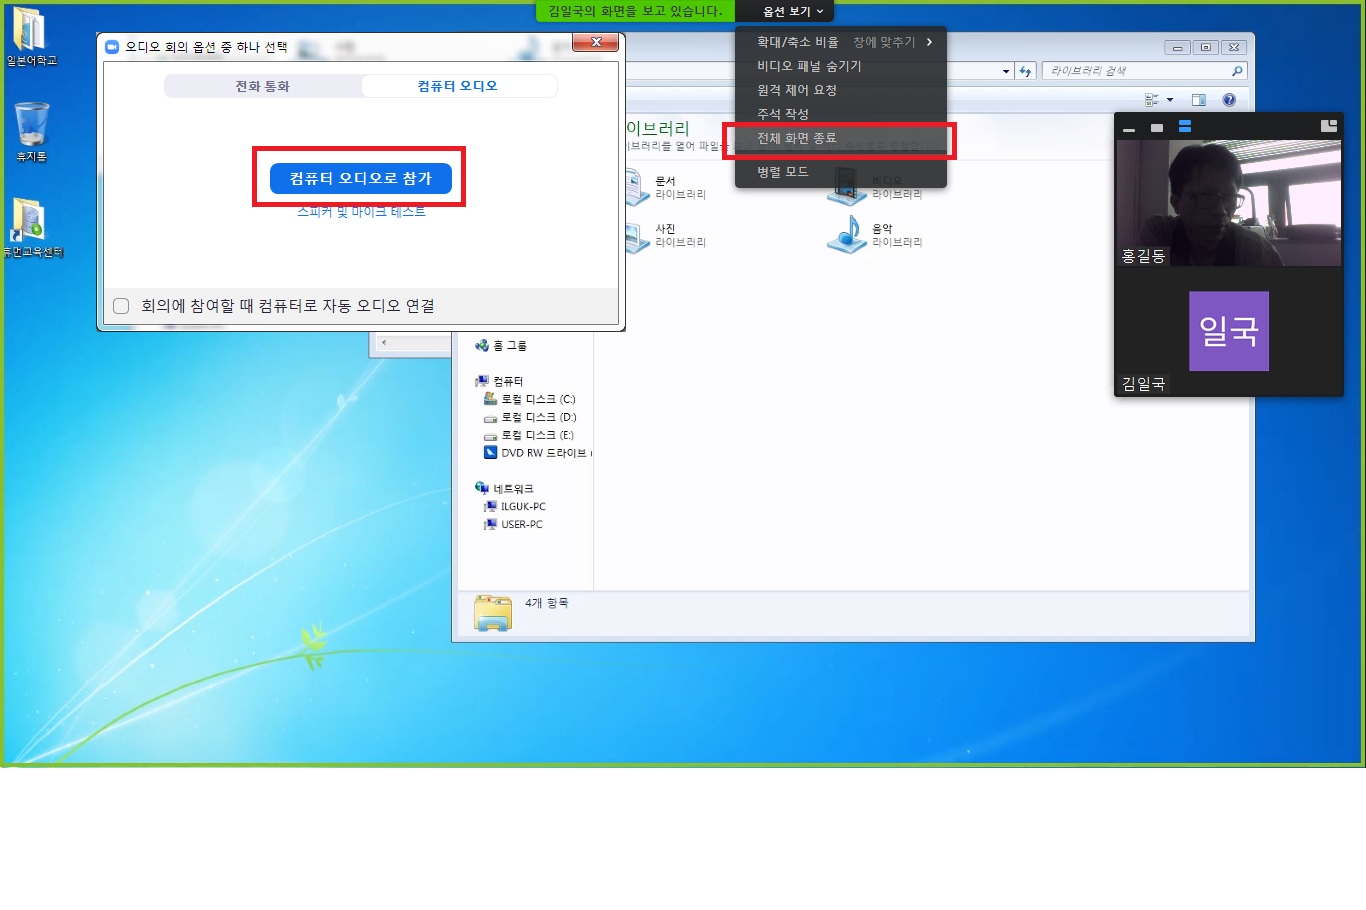 김일국의 화면을 보고 있습니다.
옵션 보기
확대/축소 비율 창에 맞추기
비디오 패널 숨기기
원격 제어 요청
주석 작성
전체 화면 종료
병렬 모드
일본어학교
휴지통
휴먼교육센터
오디오 회의 옵션 중 하나 선택
전화 통화
컴퓨터 오디오
컴퓨터 오디오로 참가
스피커 및 마이크 테스트
회의에 참여할 때 컴퓨터로 자동 오디오 연결
라이브러리 검색
이브러리
이브러리를 열어 파일
문서
라이브러리
비디오
라이브러리
사진
라이브러리
음악
라이브러리
홈 그룹
컴퓨터
로컬 디스크 (C:)
로컬 디스크 (D:)
로컬 디스크 (E:)
DVD RW 드라이브 (
네트워크
ILGUK-PC
USER-PC
4개 항목
홍길동
일국
김일국